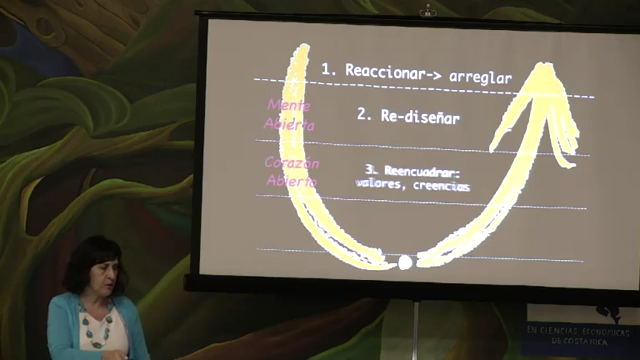 1. Reaccionar-> arreglar
Mente
Abierta
2. Re-diseñar
Corazón
Abierto
3. Reencuadrar:
valores, creencias
EN CIENCIAS ECONÓMICAS
DE COSTA RICA